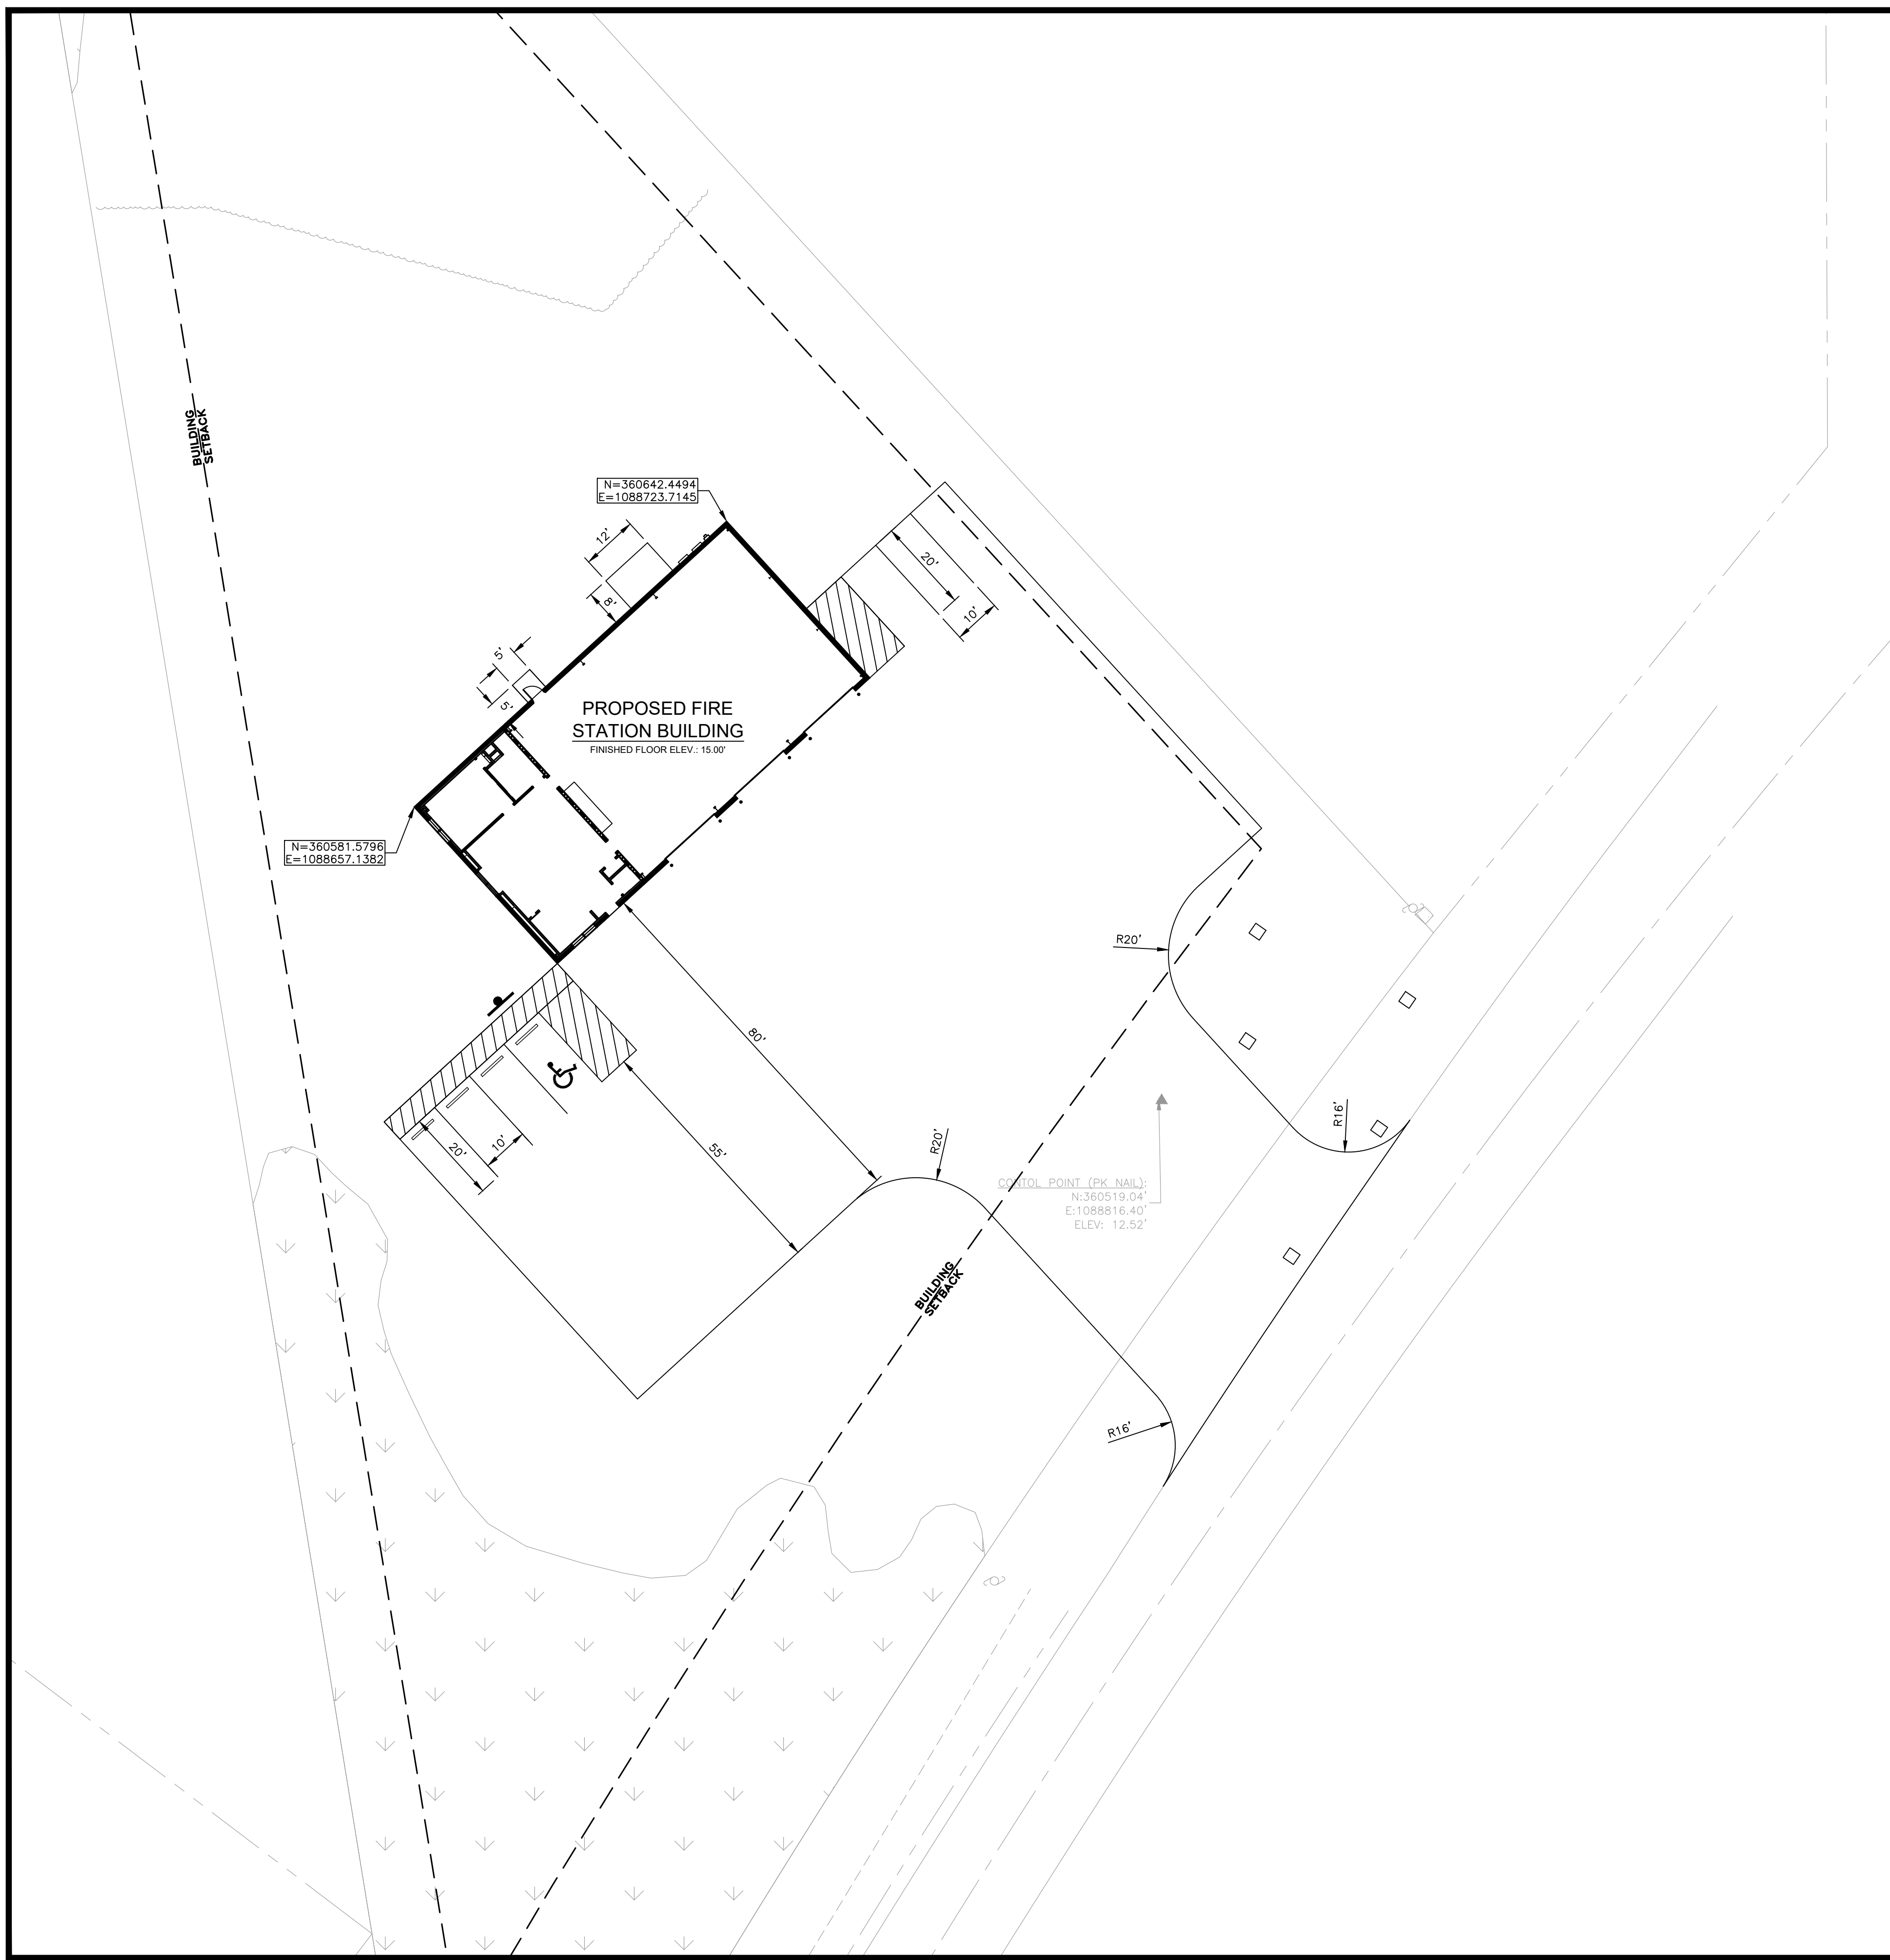 BUILDING
SETBACK
N=360642.4494
E=1088723.7145
12'
8'
20'
10'
5'
5'
PROPOSED FIRE
STATION BUILDING
FINISHED FLOOR ELEV.: 15.00'
N=360581.5796
E=1088657.1382
R20'
80'
55'
20'
10'
R20'
R16'
CONTOL POINT (PK NAIL):
N:360519.04'
E:1088816.40'
ELEV: 12.52'
BUILDING
SETBACK
R16'